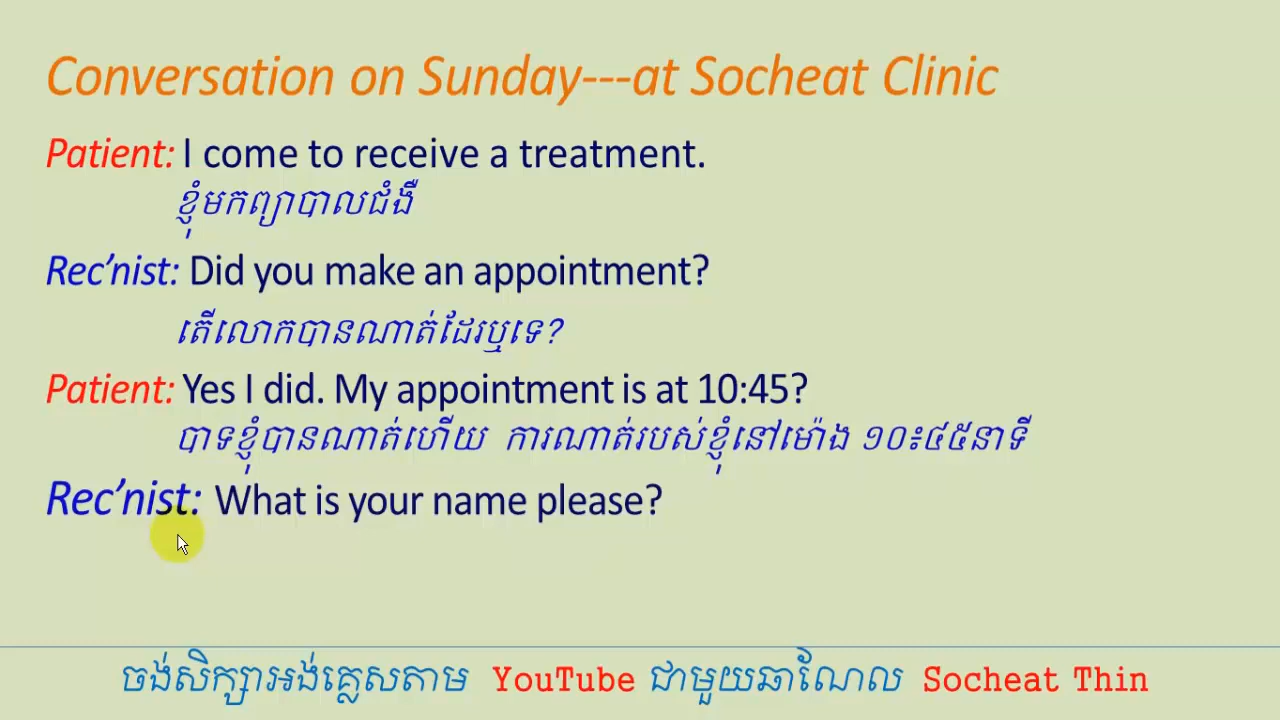 Conversation on Sunday---at Socheat Clinic
Patient: I come to receive a treatment.
ខ្ញុំមកព្យាបាលជំងឺ
Rec’nist: Did you make an appointment?
តើលោកបានណាត់ដែរឬទេ?
Patient: Yes I did. My appointment is at 10:45?
បាទខ្ញុំបានណាត់ហើយ ការណាត់របស់ខ្ញុំនៅម៉ោង ១០៖៤៥នាទី
Rec’nist: What is your name please?
ចង់សិក្សាអង់គ្លេសតាម YouTube ជាមួយឆាណែល Socheat Thin